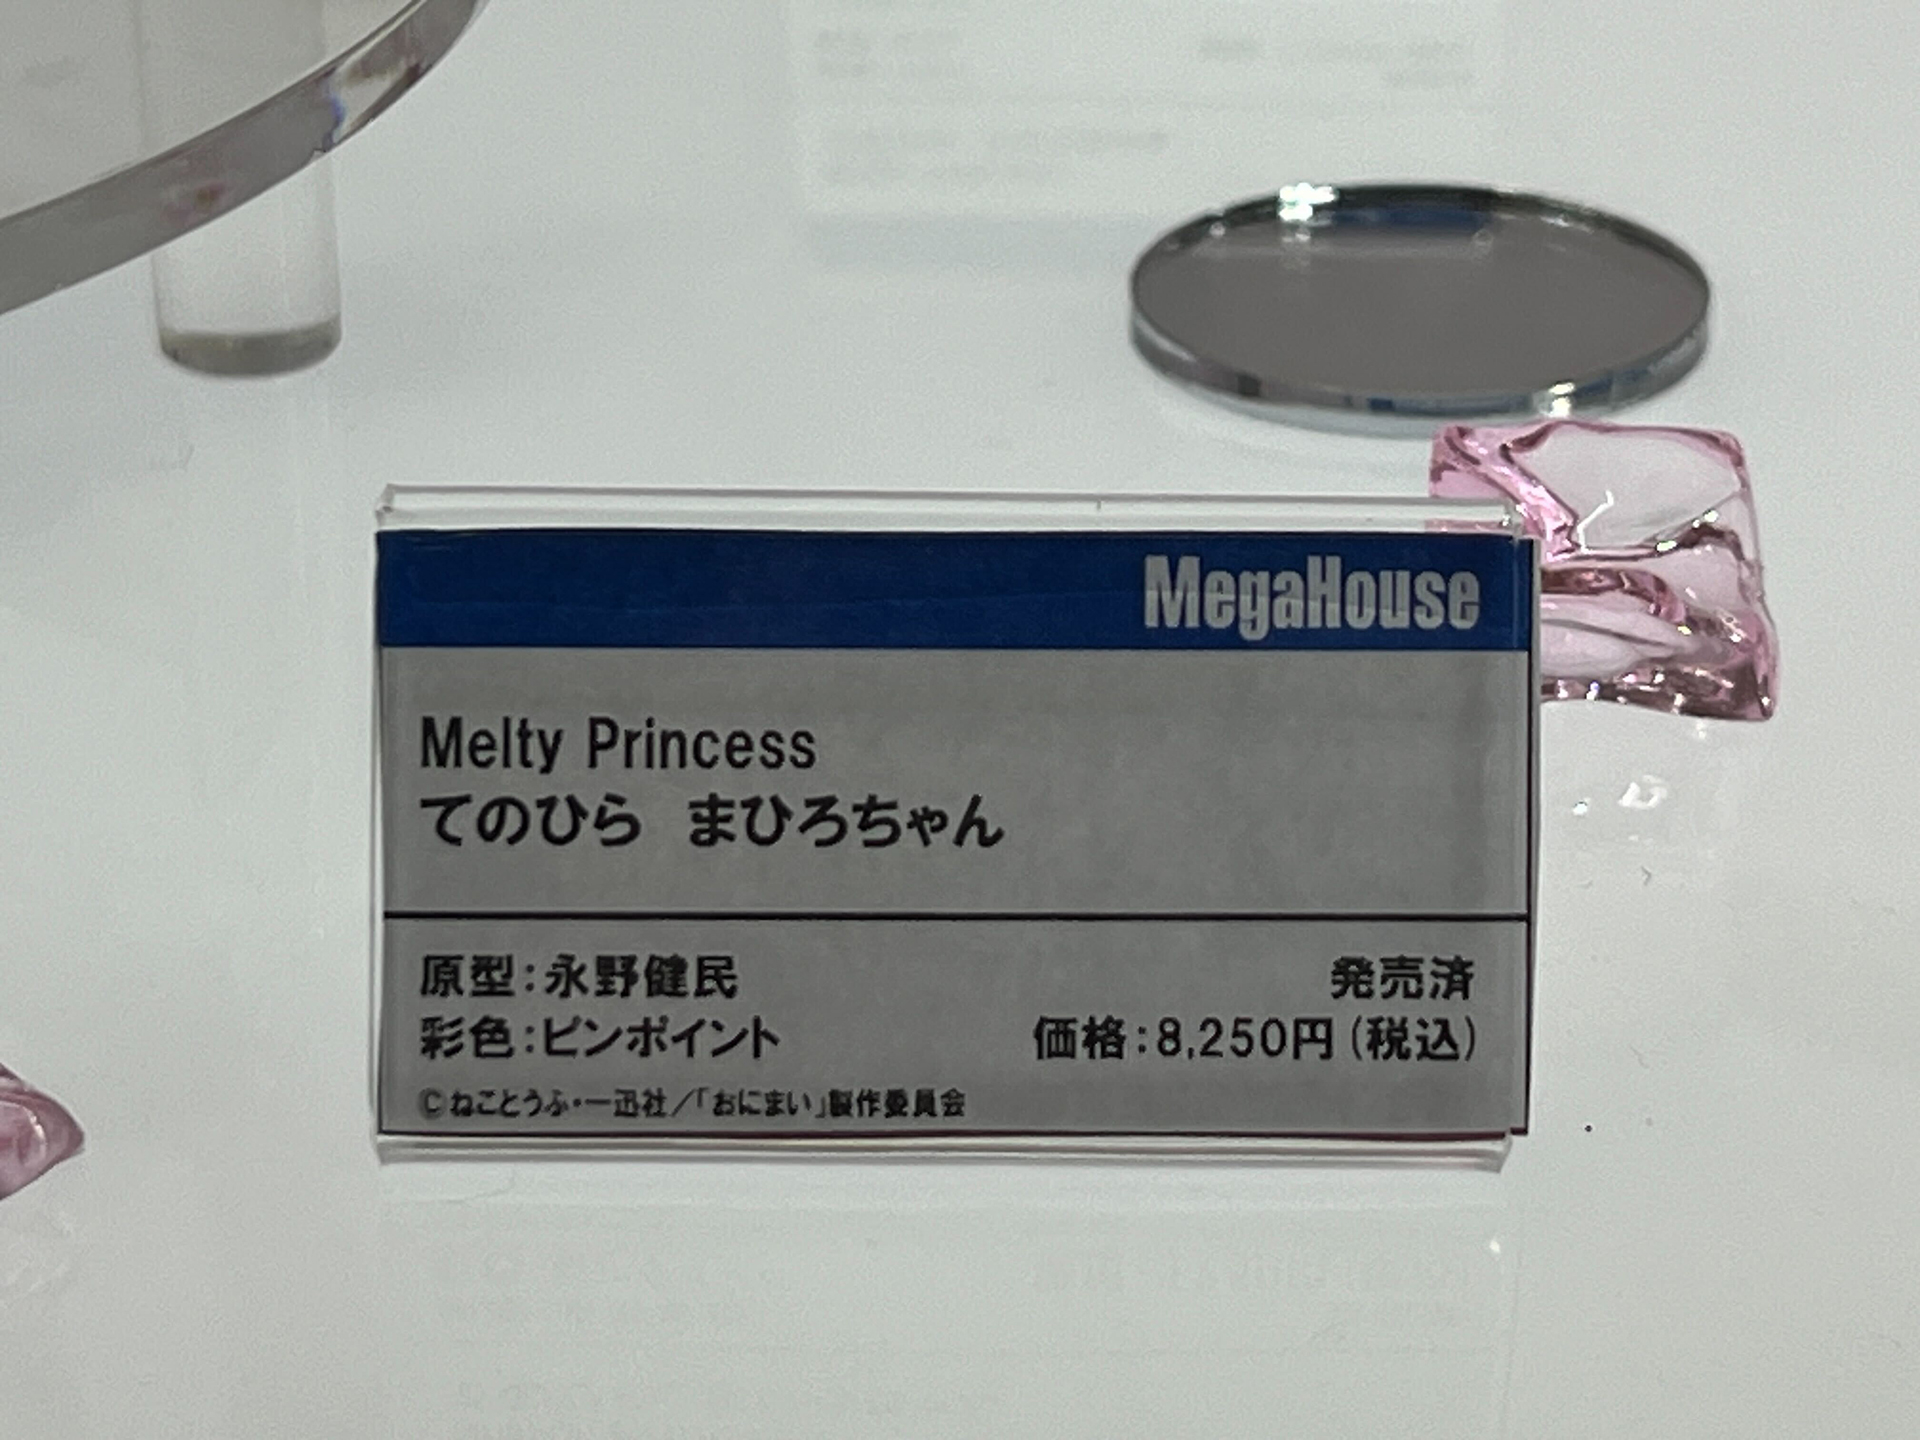 MegaHouse
Melty Princess
てのひら まひろちゃん
原型:永野健民
発売済
彩色:ピンポイント
価格:8,250円(税込)
©ねことうふ・一迅社/「おにまい」製作委員会